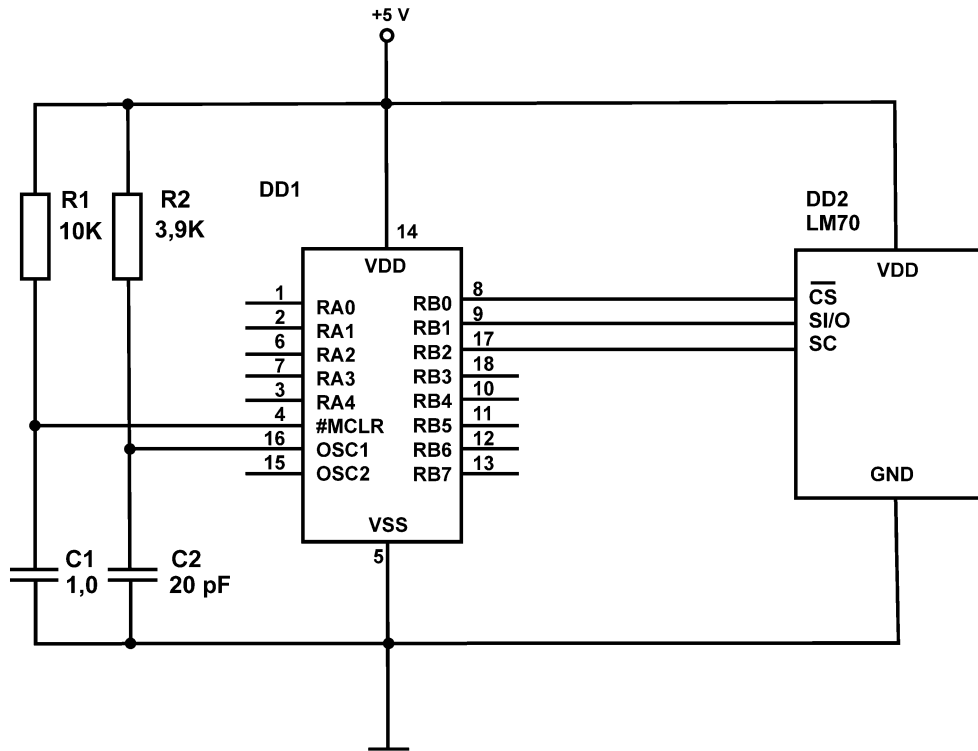 +5 V
R1
10K
R2
3,9K
DD1
DD2
LM70
14
VDD
1
RA0
2
RA1
6
RA2
7
RA3
3
RA4
4
#MCLR
16
OSC1
15
OSC2
RB0
8
RB1
9
RB2
17
RB3
18
RB4
10
RB5
11
RB6
12
RB7
13
VSS
5
VDD
CS
SI/O
SC
GND
C1
1,0
C2
20 pF